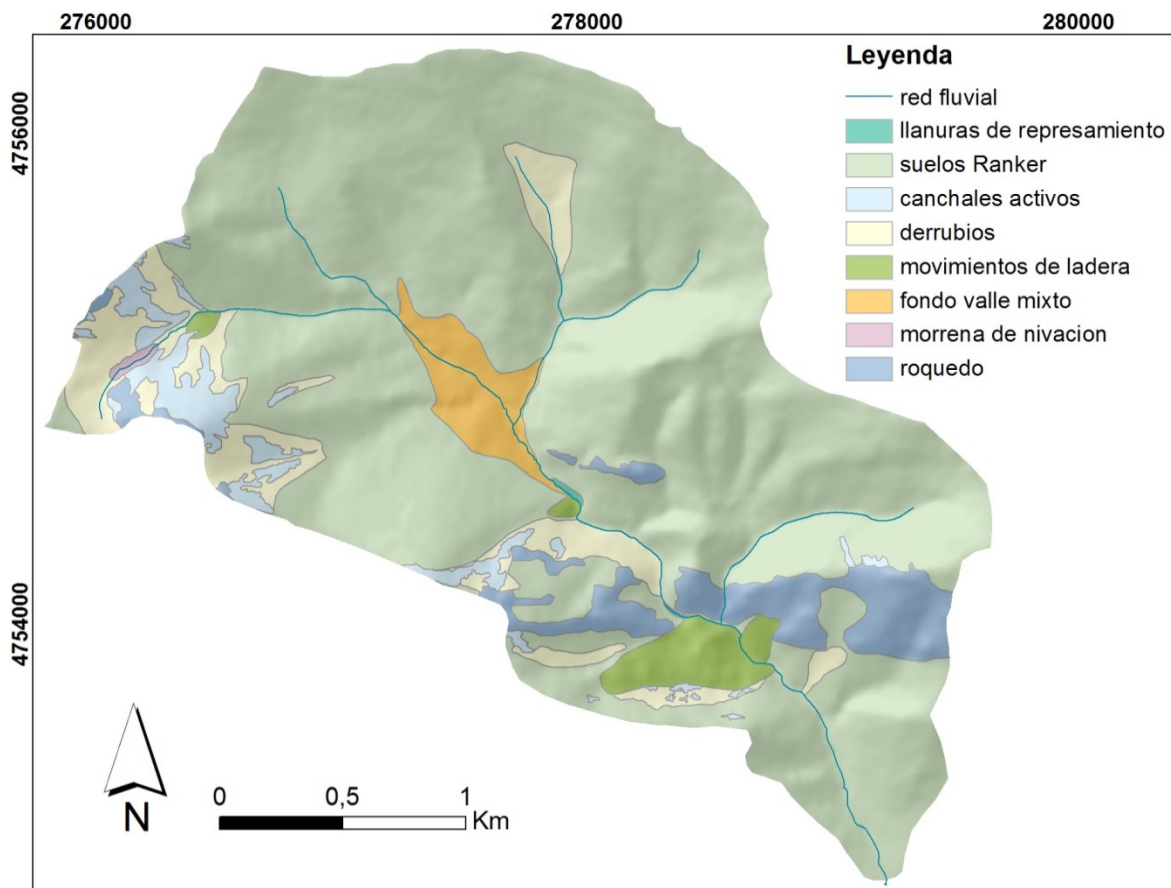 276000 278000 280000
4756000
4754000
Leyenda
red fluvial
llanuras de represamiento
suelos Ranker
canchales activos
derrubios
movimientos de ladera
fondo valle mixto
morrena de nivacion
roquedo
N
0 0,5 1
Km